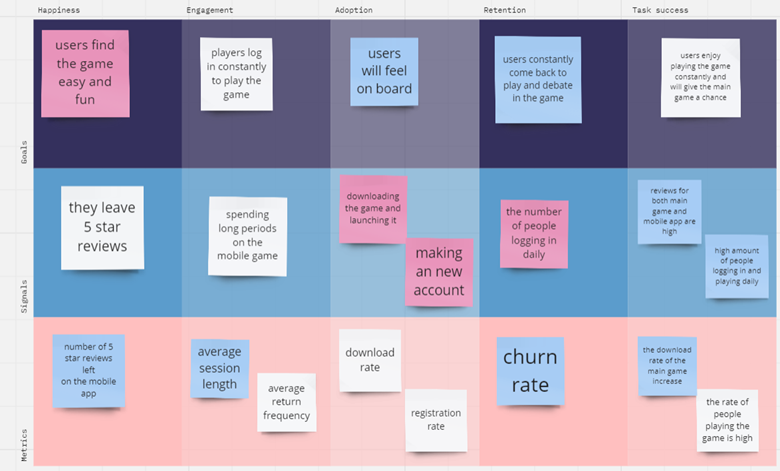 Happiness
Engagement
Adoption
Retention
Task success
Goals
users find
the game
easy and
fun
players log
in constantly
to play the
game
users
will feel
on board
users constantly
come back to
play and debate
in the game
users enjoy
playing the game
constantly and
will give the main
game a chance
Signals
they leave
5 star
reviews
spending
long periods
on the
mobile game
downloading
the game and
launching it
making
an new
account
the number
of people
logging in
daily
reviews for
both main
game and
mobile app are
high
high amount
of people
logging in and
playing daily
Metrics
number of 5
star reviews
left
on the mobile
app
average
session
length
average
return
frequency
download
rate
registration
rate
churn
rate
the download
rate of the
main game
increase
the rate of
people
playing the
game is high